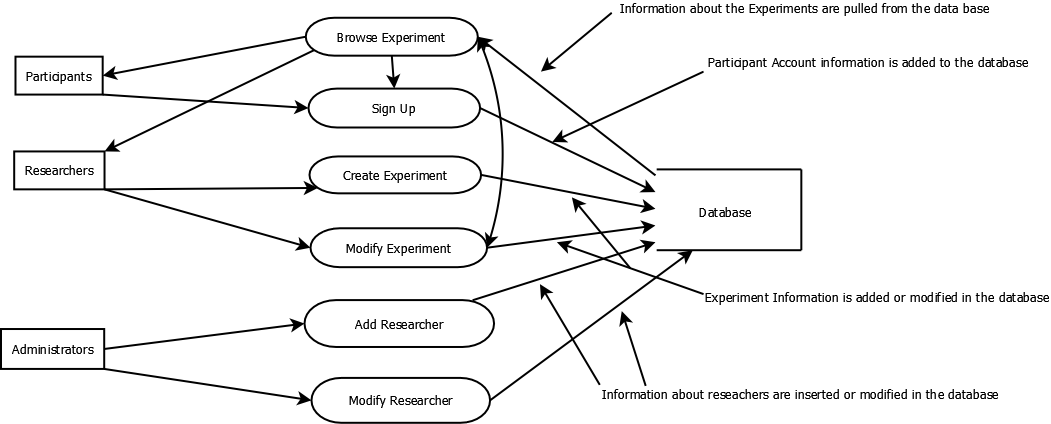 Information about the Experiments are pulled from the data base
Browse Experiment
Participant Account information is added to the database
Participants
Sign Up
Researchers
Create Experiment
Database
Modify Experiment
Experiment Information is added or modified in the database
Add Researcher
Administrators
Information about reseachers are inserted or modified in the database
Modify Researcher